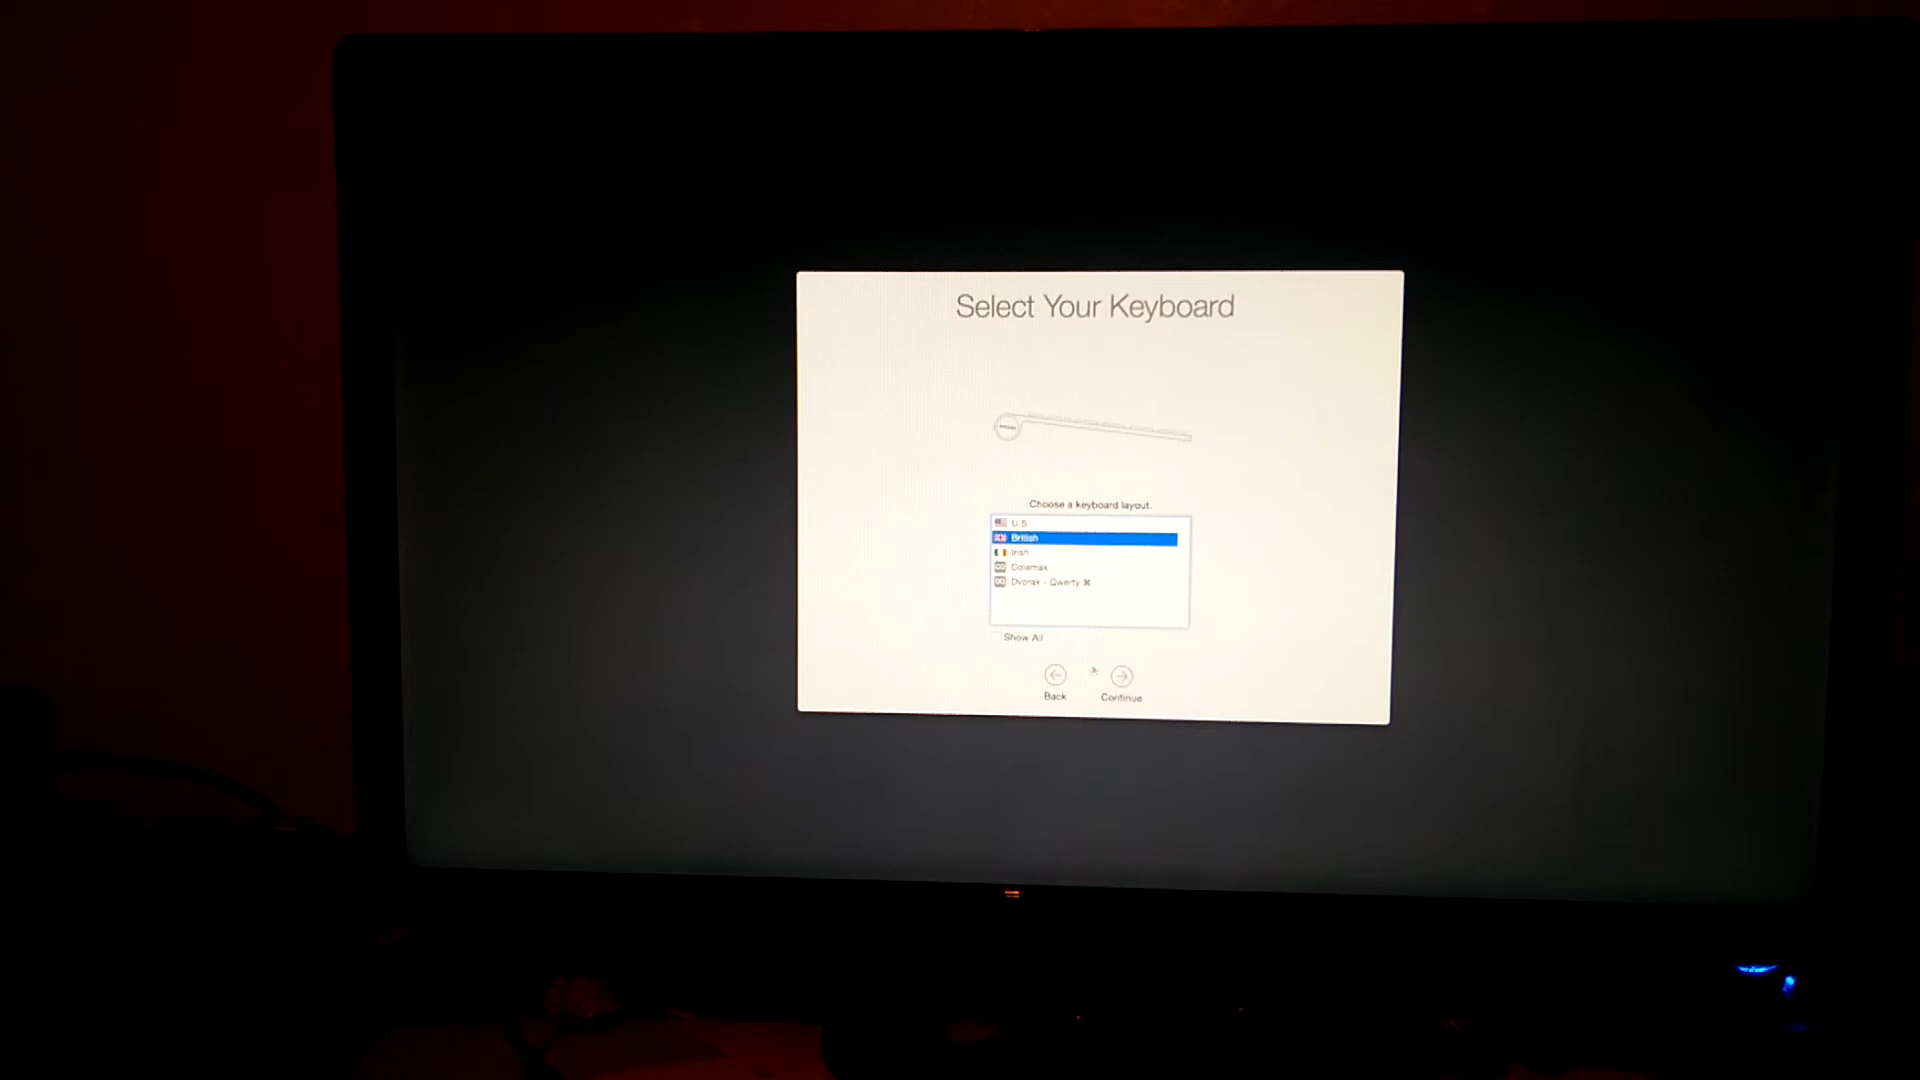 Select Your Keyboard
Choose a keyboard layout.
U.S.
British
Irish
Colemak
Dvorak - Qwerty ⌘
Show All
Back
Continue